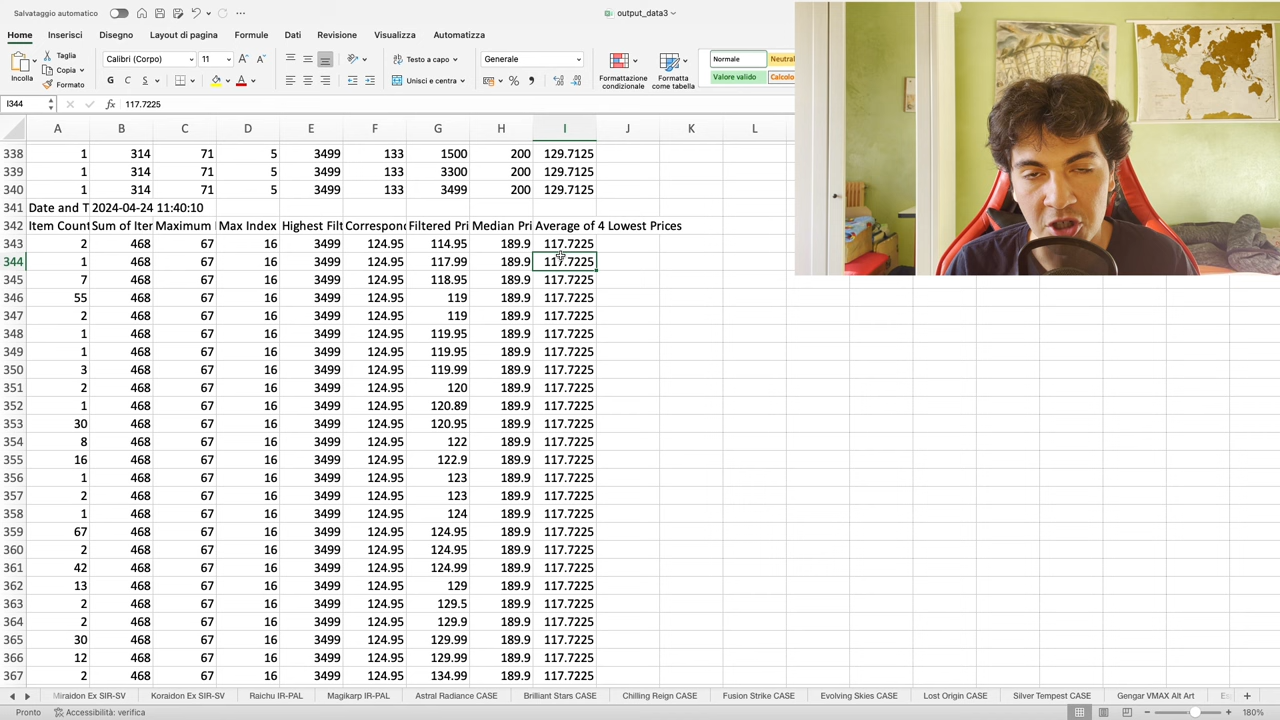 Salvataggio automatico
output_data3
Home Inserisci Disegno Layout di pagina Formule Dati Revisione Visualizza Automatizza
Incolla
Taglia
Copia
Formato
Calibri (Corpo) 11
G C S
Testo a capo
Unisci e centra
Generale
Formattazione condizionale
Formatta come tabella
Normale
Valore valido
I344 fx 117.7225
A B C D E F G H I J K L
338 1 314 71 5 3499 133 1500 200 129.7125
339 1 314 71 5 3499 133 3300 200 129.7125
340 1 314 71 5 3499 133 3499 200 129.7125
341 Date and T 2024-04-24 11:40:10
342 Item Count Sum of Iter Maximum Max Index Highest Filt Correspon Filtered Pri Median Pri Average of 4 Lowest Prices
343 2 468 67 16 3499 124.95 114.95 189.9 117.7225
344 1 468 67 16 3499 124.95 117.99 189.9 117.7225
345 7 468 67 16 3499 124.95 118.95 189.9 117.7225
346 55 468 67 16 3499 124.95 119 189.9 117.7225
347 2 468 67 16 3499 124.95 119 189.9 117.7225
348 1 468 67 16 3499 124.95 119.95 189.9 117.7225
349 1 468 67 16 3499 124.95 119.95 189.9 117.7225
350 3 468 67 16 3499 124.95 119.99 189.9 117.7225
351 2 468 67 16 3499 124.95 120 189.9 117.7225
352 1 468 67 16 3499 124.95 120.89 189.9 117.7225
353 30 468 67 16 3499 124.95 120.95 189.9 117.7225
354 8 468 67 16 3499 124.95 122 189.9 117.7225
355 16 468 67 16 3499 124.95 122.9 189.9 117.7225
356 1 468 67 16 3499 124.95 123 189.9 117.7225
357 2 468 67 16 3499 124.95 123 189.9 117.7225
358 1 468 67 16 3499 124.95 124 189.9 117.7225
359 67 468 67 16 3499 124.95 124.95 189.9 117.7225
360 2 468 67 16 3499 124.95 124.95 189.9 117.7225
361 42 468 67 16 3499 124.95 124.99 189.9 117.7225
362 13 468 67 16 3499 124.95 129 189.9 117.7225
363 2 468 67 16 3499 124.95 129.5 189.9 117.7225
364 2 468 67 16 3499 124.95 129.9 189.9 117.7225
365 30 468 67 16 3499 124.95 129.99 189.9 117.7225
366 12 468 67 16 3499 124.95 129.99 189.9 117.7225
367 2 468 67 16 3499 124.95 134.99 189.9 117.7225
Miraidon Ex SIR-SV Koraidon Ex SIR-SV Raichu IR-PAL Magikarp IR-PAL Astral Radiance CASE Brilliant Stars CASE Chilling Reign CASE Fusion Strike CASE Evolving Skies CASE Lost Origin CASE Silver Tempest CASE Gengar VMAX Alt Art
Pronto Accessibilità: verifica 180%